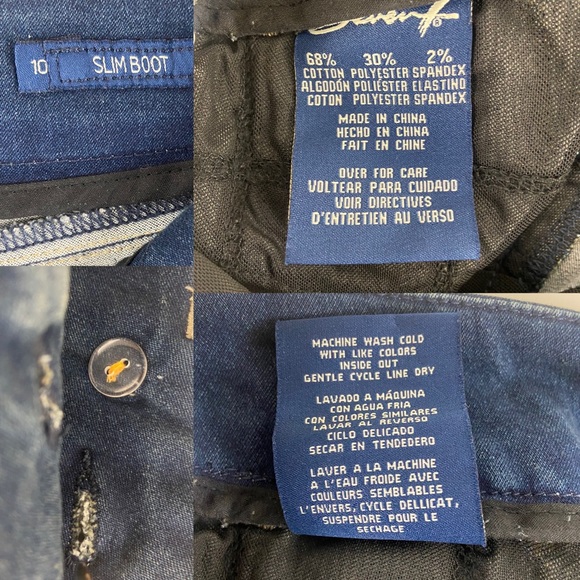 10 SLIM BOOT
Seven7
68% 30% 2%
COTTON POLYESTER SPANDEX
ALGODÓN POLIÉSTER ELASTINO
COTON POLYESTER SPANDEX
MADE IN CHINA
HECHO EN CHINA
FAIT EN CHINE
OVER FOR CARE
VOLTEAR PARA CUIDADO
VOIR DIRECTIVES
D'ENTRETIEN AU VERSO
MACHINE WASH COLD
WITH LIKE COLORS
INSIDE OUT
GENTLE CYCLE LINE DRY
LAVADO A MÁQUINA
CON AGUA FRIA
CON COLORES SIMILARES
LAVAR AL REVERSO
CICLO DELICADO
SECAR EN TENDEDERO
LAVER A LA MACHINE
A L'EAU FROIDE AVEC
COULEURS SEMBLABLES
L'ENVERS, CYCLE DELLICAT,
SUSPENDRE POUR LE
SECHAGE